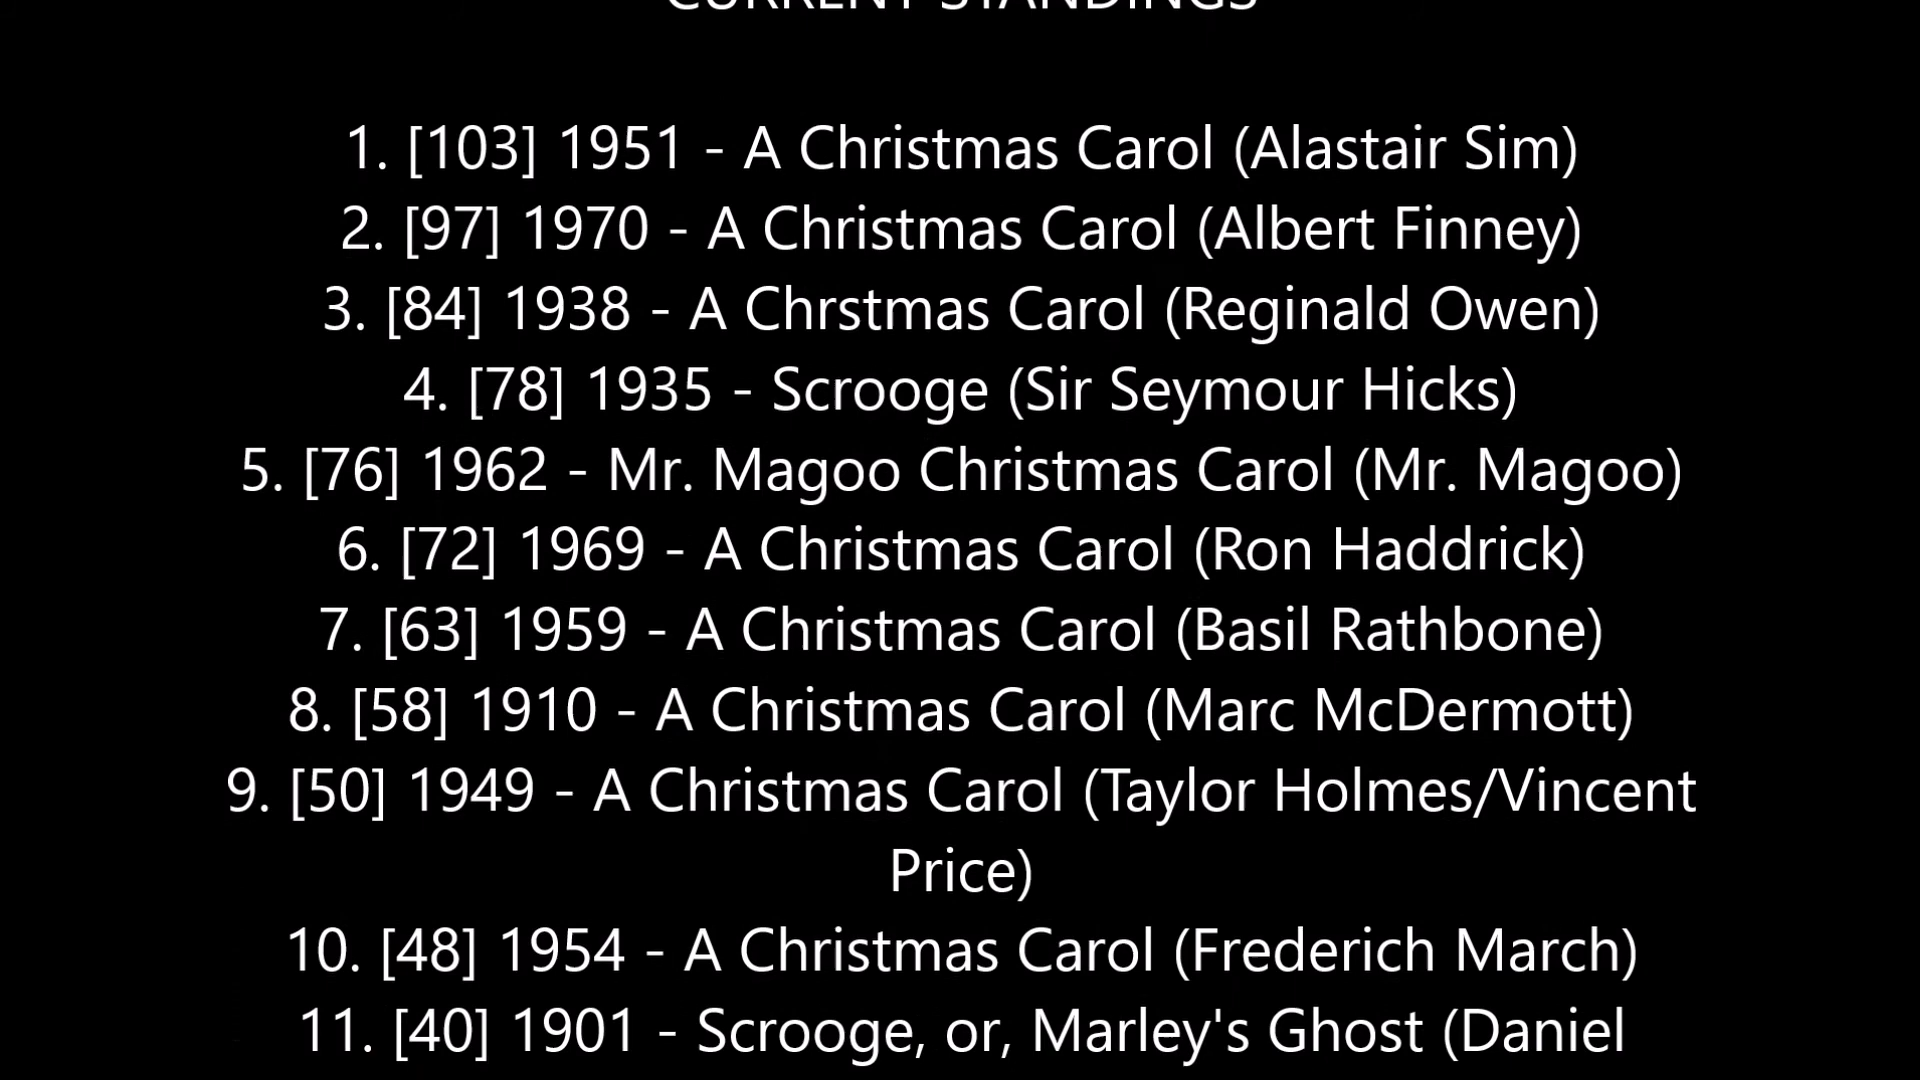 CURRENT STANDINGS
1. [103] 1951 - A Christmas Carol (Alastair Sim)
2. [97] 1970 - A Christmas Carol (Albert Finney)
3. [84] 1938 - A Chrstmas Carol (Reginald Owen)
4. [78] 1935 - Scrooge (Sir Seymour Hicks)
5. [76] 1962 - Mr. Magoo Christmas Carol (Mr. Magoo)
6. [72] 1969 - A Christmas Carol (Ron Haddrick)
7. [63] 1959 - A Christmas Carol (Basil Rathbone)
8. [58] 1910 - A Christmas Carol (Marc McDermott)
9. [50] 1949 - A Christmas Carol (Taylor Holmes/Vincent
Price)
10. [48] 1954 - A Christmas Carol (Frederich March)
11. [40] 1901 - Scrooge, or, Marley's Ghost (Daniel